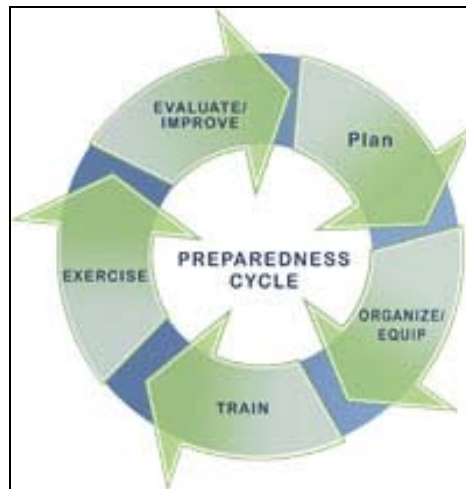 PREPAREDNESS
CYCLE
Plan
ORGANIZE/
EQUIP
TRAIN
EXERCISE
EVALUATE/
IMPROVE